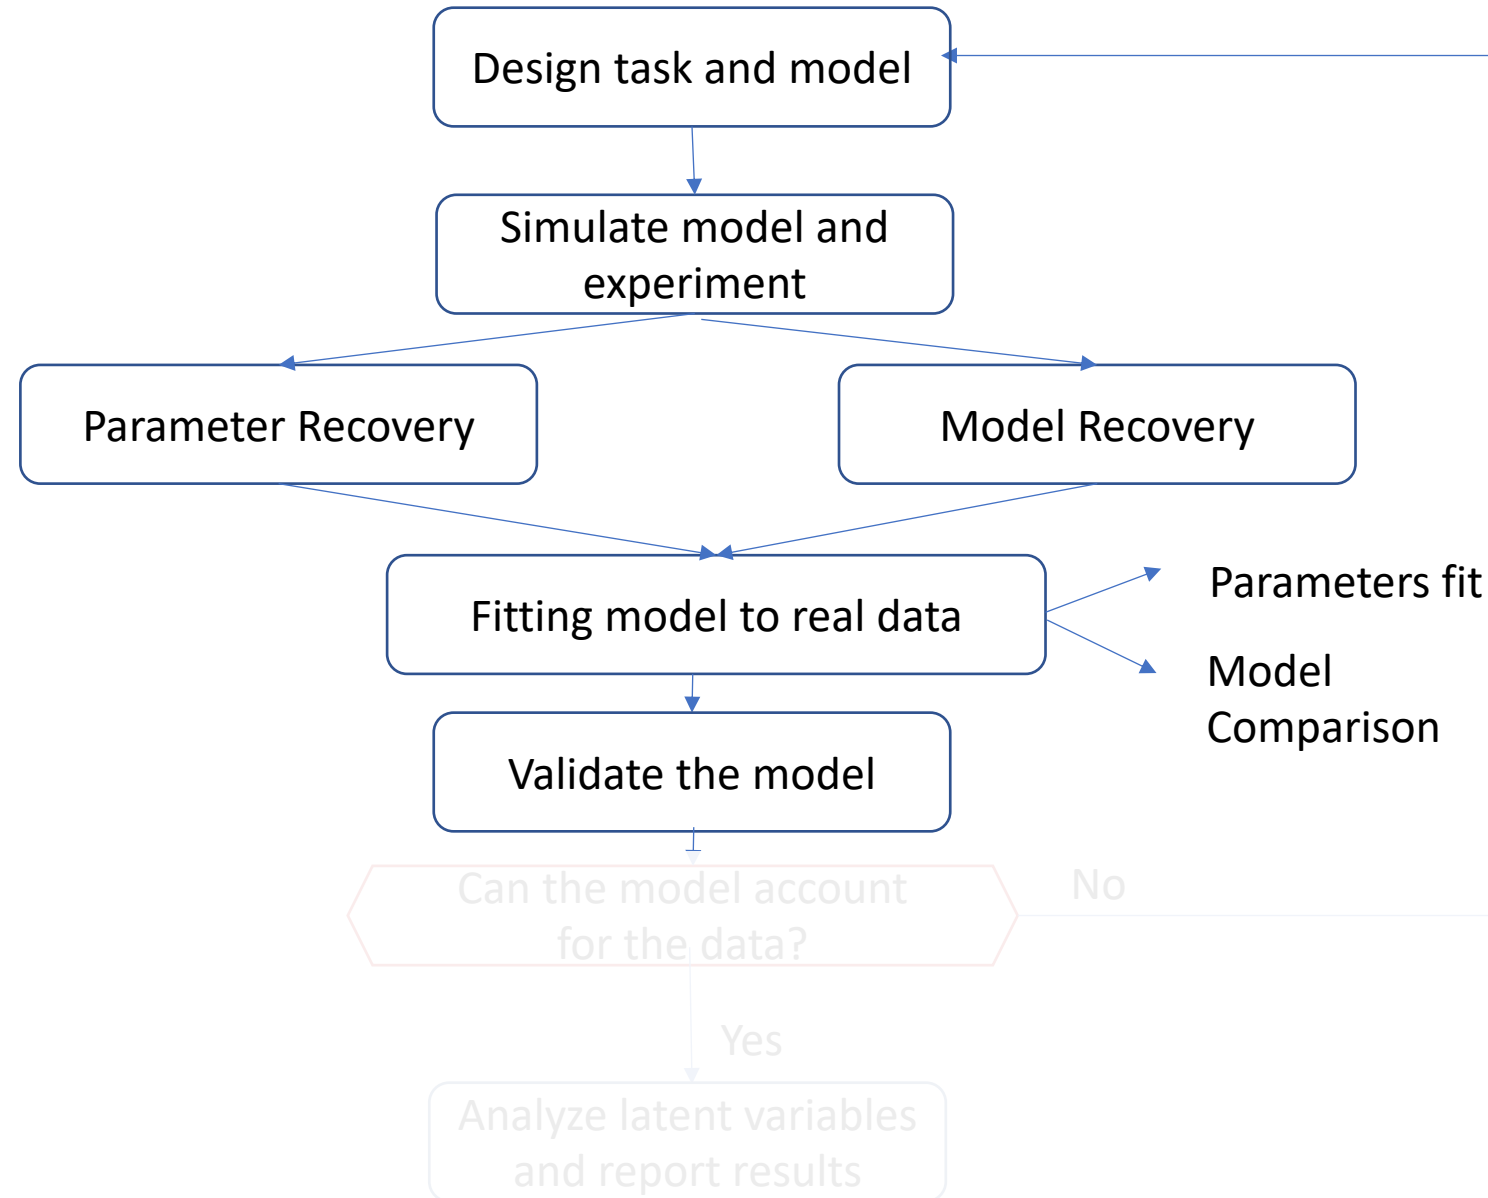 Design task and model
Simulate model and
experiment
Parameter Recovery
Model Recovery
Fitting model to real data
Parameters fit
Model
Comparison
Validate the model
Can the model account
for the data?
No
Yes
Analyze latent variables
and report results